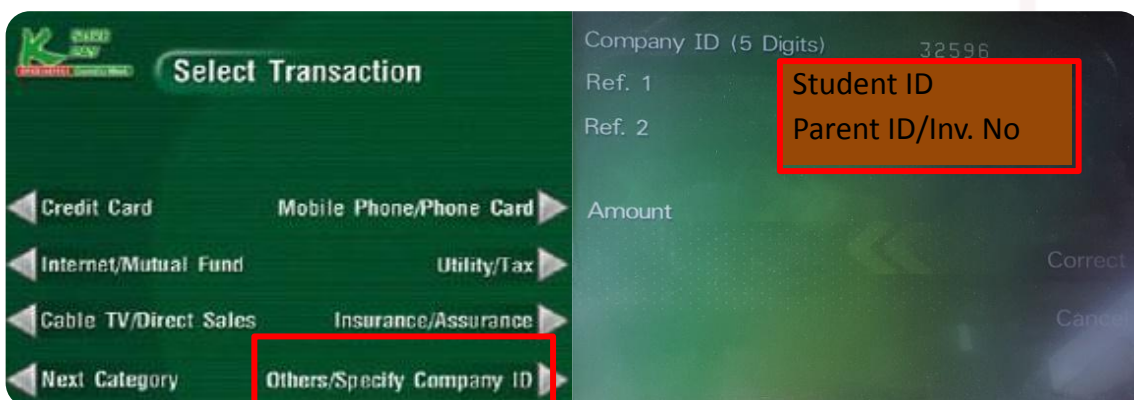 Select Transaction
Credit Card
Mobile Phone/Phone Card
Internet/Mutual Fund
Utility/Tax
Cable TV/Direct Sales
Insurance/Assurance
Next Category
Others/Specify Company ID
Company ID (5 Digits) 32596
Ref. 1 Student ID
Ref. 2 Parent ID/Inv. No
Amount
Correct
Cancel